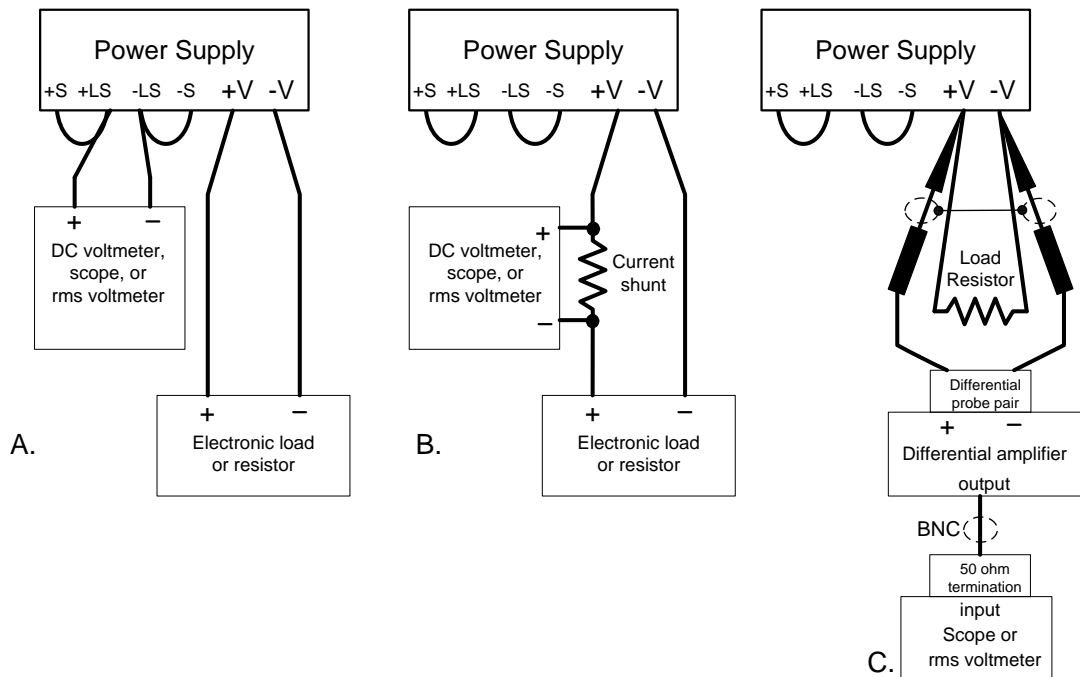 Power Supply
+S +LS -LS -S +V -V
+ −
DC voltmeter,
scope, or
rms voltmeter
+ −
Electronic load
or resistor
A.
Power Supply
+S +LS -LS -S +V -V
+
DC voltmeter,
scope, or
rms voltmeter
−
Current
shunt
+ −
Electronic load
or resistor
B.
Power Supply
+S +LS -LS -S +V -V
Load
Resistor
Differential
probe pair
+ −
Differential amplifier
output
BNC
50 ohm
termination
input
Scope or
rms voltmeter
C.